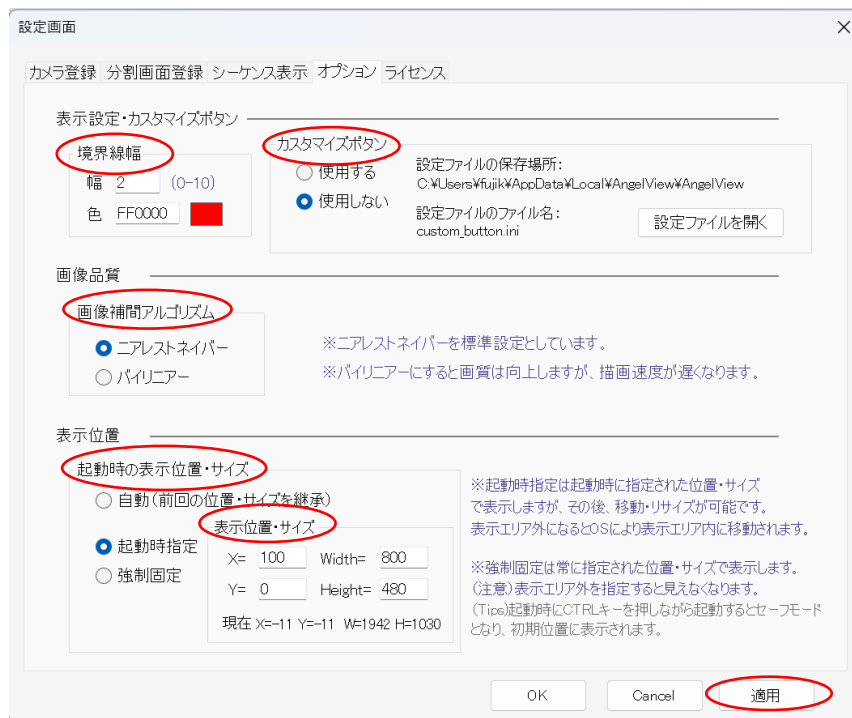 設定画面
カメラ登録 分割画面登録 シーケンス表示 オプション ライセンス
表示設定・カスタマイズボタン
境界線幅
幅 2 (0-10)
色 FF0000
カスタマイズボタン
使用する
使用しない
設定ファイルの保存場所:
C:¥Users¥fujik¥AppData¥Local¥AngelView¥AngelView
設定ファイルのファイル名:
custom_button.ini
設定ファイルを開く
画像品質
画像補間アルゴリズム
ニアレストネイバー
バイリニアー
※ニアレストネイバーを標準設定としています。
※バイリニアーにすると画質は向上しますが、描画速度が遅くなります。
表示位置
起動時の表示位置・サイズ
自動(前回の位置・サイズを継承)
起動時指定
強制固定
表示位置・サイズ
X= 100 Width= 800
Y= 0 Height= 480
現在 X=-11 Y=-11 W=1942 H=1030
※起動時指定は起動時に指定された位置・サイズ
で表示しますが、その後、移動・リサイズが可能です。
表示エリア外になるとOSにより表示エリア内に移動されます。
※強制固定は常に指定された位置・サイズで表示します。
(注意)表示エリア外を指定すると見えなくなります。
(Tips)起動時にCTRLキーを押しながら起動するとセーフモード
となり、初期位置に表示されます。
OK Cancel 適用